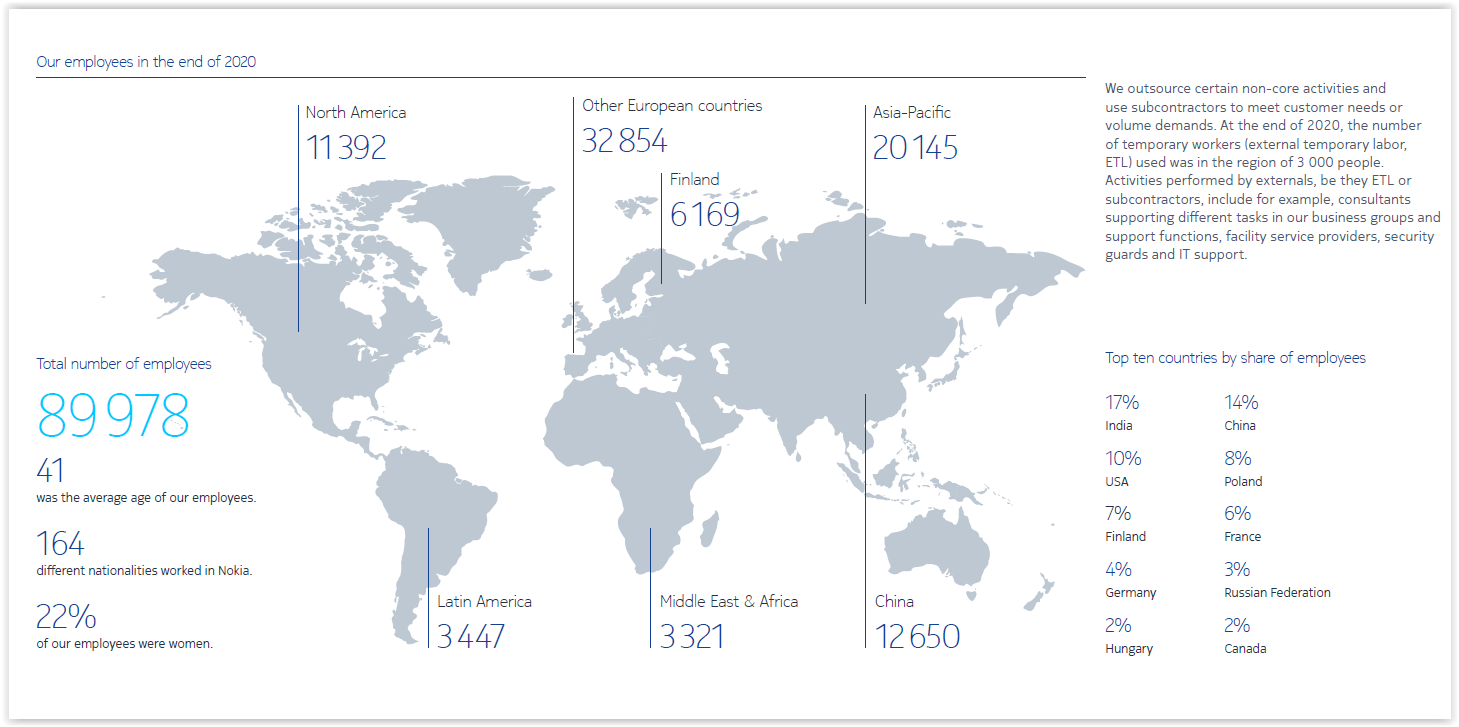 Our employees in the end of 2020
North America
11 392
Other European countries
32 854
Finland
6 169
Asia-Pacific
20 145
Total number of employees
89 978
41
was the average age of our employees.
164
different nationalities worked in Nokia.
22%
of our employees were women.
Latin America
3 447
Middle East & Africa
3 321
China
12 650
We outsource certain non-core activities and
use subcontractors to meet customer needs or
volume demands. At the end of 2020, the number
of temporary workers (external temporary labor,
ETL) used was in the region of 3 000 people.
Activities performed by externals, be they ETL or
subcontractors, include for example, consultants
supporting different tasks in our business groups and
support functions, facility service providers, security
guards and IT support.
Top ten countries by share of employees
17% 14%
India China
10% 8%
USA Poland
7% 6%
Finland France
4% 3%
Germany Russian Federation
2% 2%
Hungary Canada